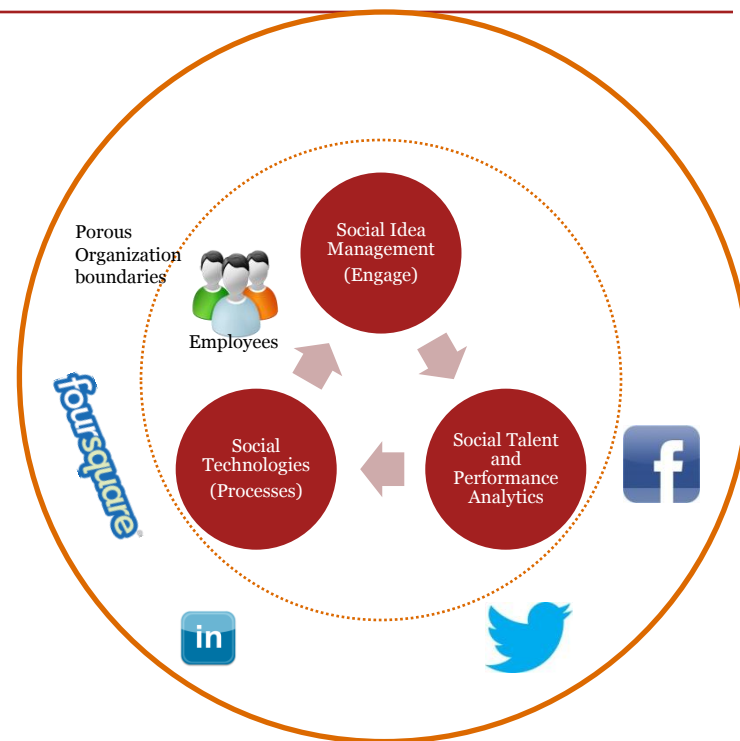 Social Idea
Management
(Engage)
Porous
Organization
boundaries
Employees
Social
Technologies
(Processes)
Social Talent
and
Performance
Analytics
foursquare®
f
in